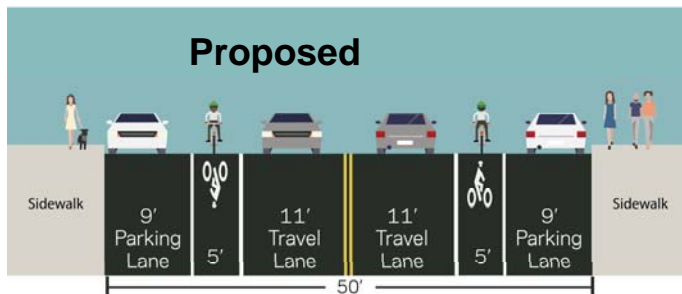 Proposed
Sidewalk
9'
Parking
Lane
5'
11'
Travel
Lane
11'
Travel
Lane
5'
9'
Parking
Lane
Sidewalk
50'